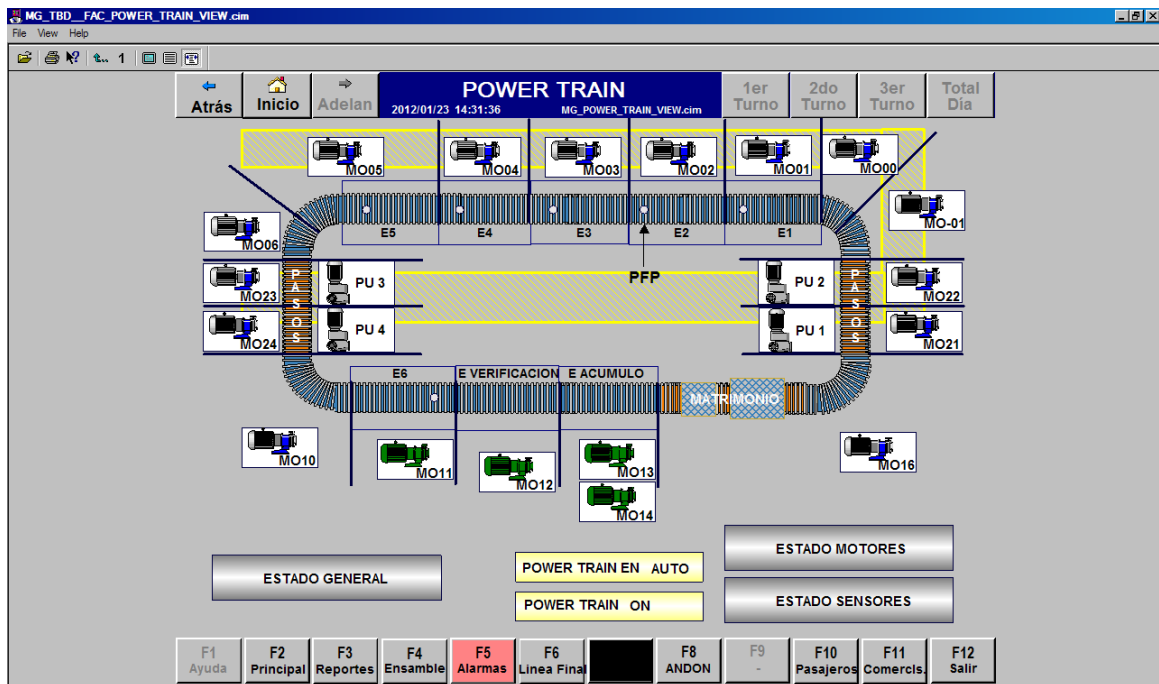 MG_TBD__FAC_POWER_TRAIN_VIEW.cim
File View Help
1
Atrás
Inicio
Adelan
POWER TRAIN
2012/01/23 14:31:36 MG_POWER_TRAIN_VIEW.cim
1er Turno
2do Turno
3er Turno
Total Día
MO05
MO04
MO03
MO02
MO01
MO00
MO-01
MO06
E5
E4
E3
E2
E1
PFP
MO23
PASOS
PU 3
PU 2
PASOS
MO22
MO24
PU 4
PU 1
MO21
E6
E VERIFICACION
E ACUMULO
MATRIMONIO
MO10
MO11
MO12
MO13
MO14
MO16
ESTADO GENERAL
POWER TRAIN EN AUTO
POWER TRAIN ON
ESTADO MOTORES
ESTADO SENSORES
F1 Ayuda
F2 Principal
F3 Reportes
F4 Ensamble
F5 Alarmas
F6 Linea Final
F8 ANDON
F9 -
F10 Pasajeros
F11 Comercls.
F12 Salir